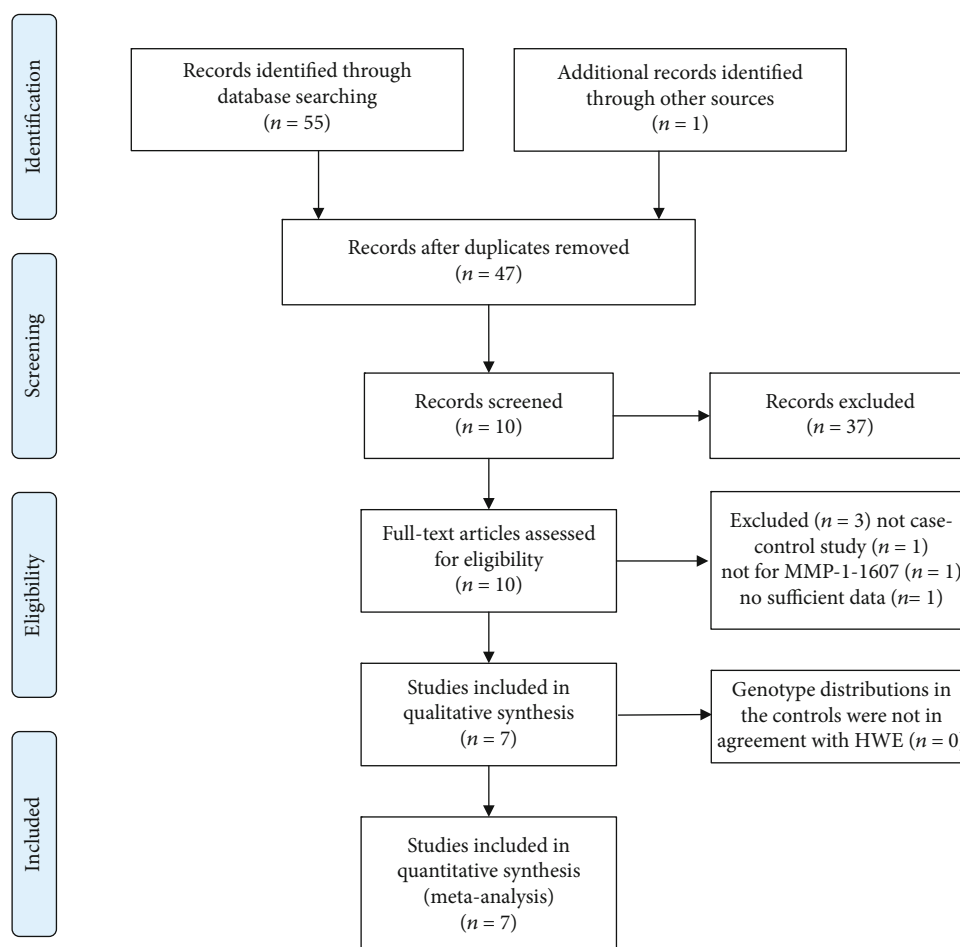 Identification
Records identified through
database searching
(n = 55)
Additional records identified
through other sources
(n = 1)
Records after duplicates removed
(n = 47)
Screening
Records screened
(n = 10)
Records excluded
(n = 37)
Eligibility
Full-text articles assessed
for eligibility
(n = 10)
Excluded (n = 3) not case-
control study (n = 1)
not for MMP-1-1607 (n = 1)
no sufficient data (n= 1)
Studies included in
qualitative synthesis
(n = 7)
Genotype distributions in
the controls were not in
agreement with HWE (n = 0)
Included
Studies included in
quantitative synthesis
(meta-analysis)
(n = 7)